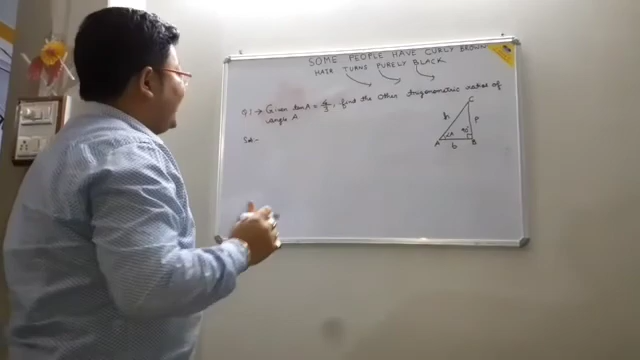 SOME PEOPLE HAVE CURLY BROWN
HAIR TURNS PURELY BLACK
Q1 → Given tan A = 4/3, find the other trigonometric ratios of
angle A
Sol -
C
h
P
A
∠A
90°
B
b